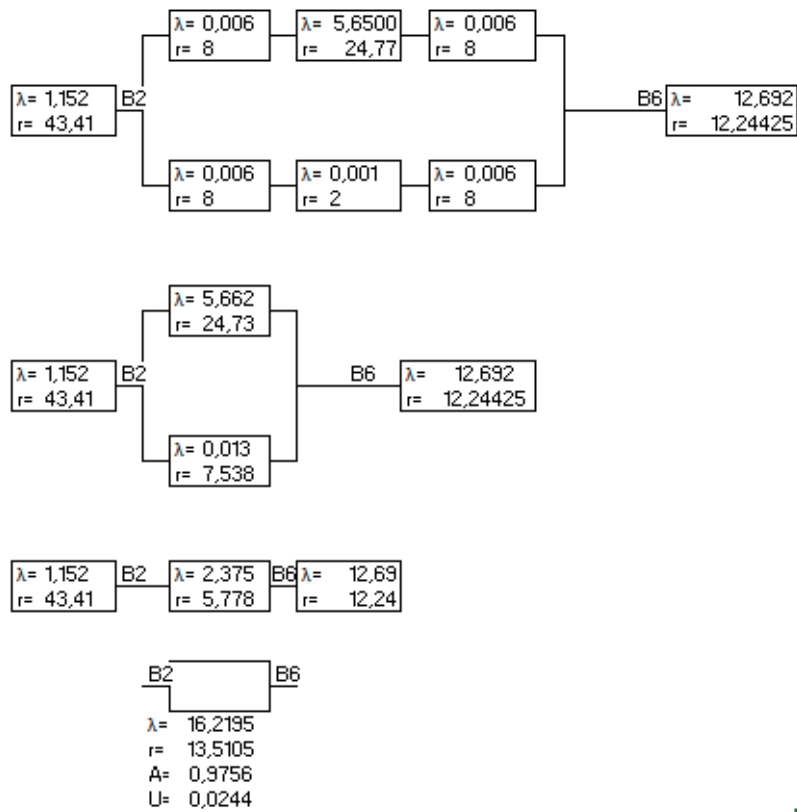 λ= 0,006 λ= 5,6500 λ= 0,006
r= 8 r= 24,77 r= 8
λ= 1,152 B2 B6 λ= 12,692
r= 43,41 r= 12,24425
λ= 0,006 λ= 0,001 λ= 0,006
r= 8 r= 2 r= 8
λ= 5,662
r= 24,73
λ= 1,152 B2 B6 λ= 12,692
r= 43,41 r= 12,24425
λ= 0,013
r= 7,538
λ= 1,152 B2 λ= 2,375 B6 λ= 12,69
r= 43,41 r= 5,778 r= 12,24
B2 B6
λ= 16,2195
r= 13,5105
A= 0,9756
U= 0,0244